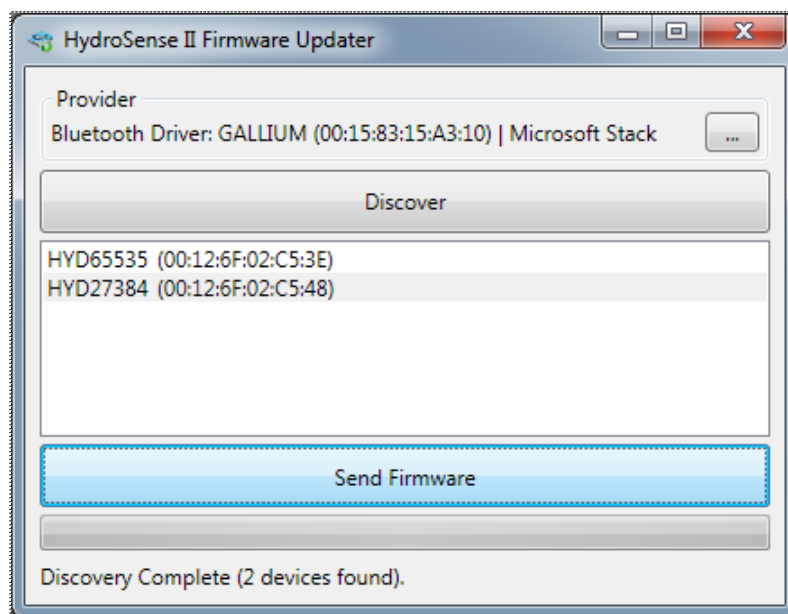 HydroSense II Firmware Updater
Provider
Bluetooth Driver: GALLIUM (00:15:83:15:A3:10) | Microsoft Stack
...
Discover
HYD65535 (00:12:6F:02:C5:3E)
HYD27384 (00:12:6F:02:C5:48)
Send Firmware
Discovery Complete (2 devices found).